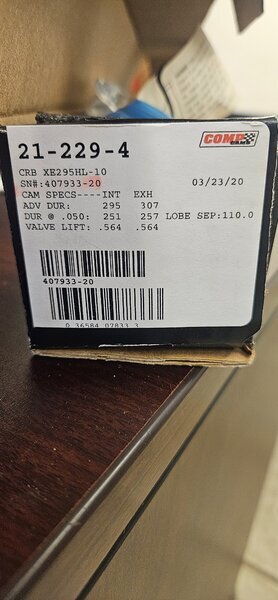 COMP
CAMS
21-229-4
CRB XE295HL-10
SN#:407933-20 03/23/20
CAM SPECS----INT EXH
ADV DUR: 295 307
DUR @ .050: 251 257 LOBE SEP:110.0
VALVE LIFT: .564 .564
407933-20
0 36584 07833 3